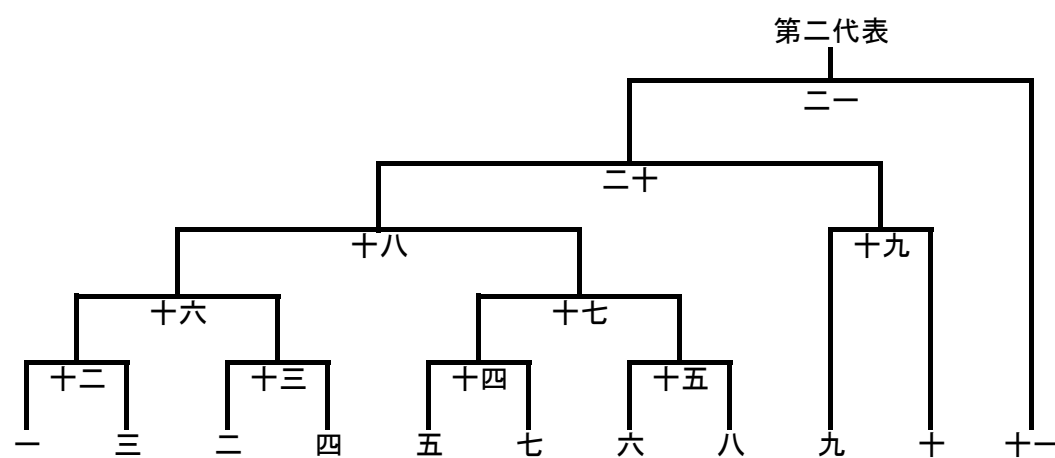 第二代表
二一
二十
十八 十九
十六 十七
十二 十三 十四 十五
一 三 二 四 五 七 六 八 九 十 十一